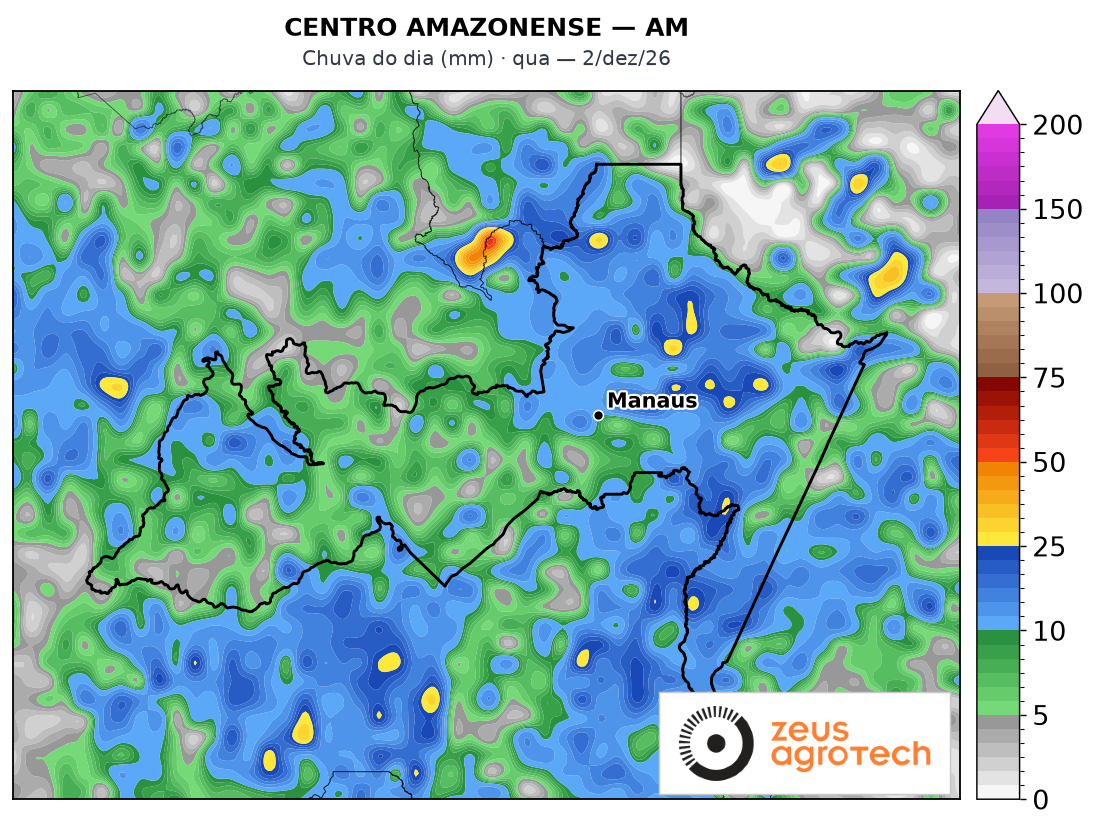 CENTRO AMAZONENSE — AM
Chuva do dia (mm) · qua — 2/dez/26
200
150
100
75
50
25
10
5
0
Manaus
zeus
agrotech